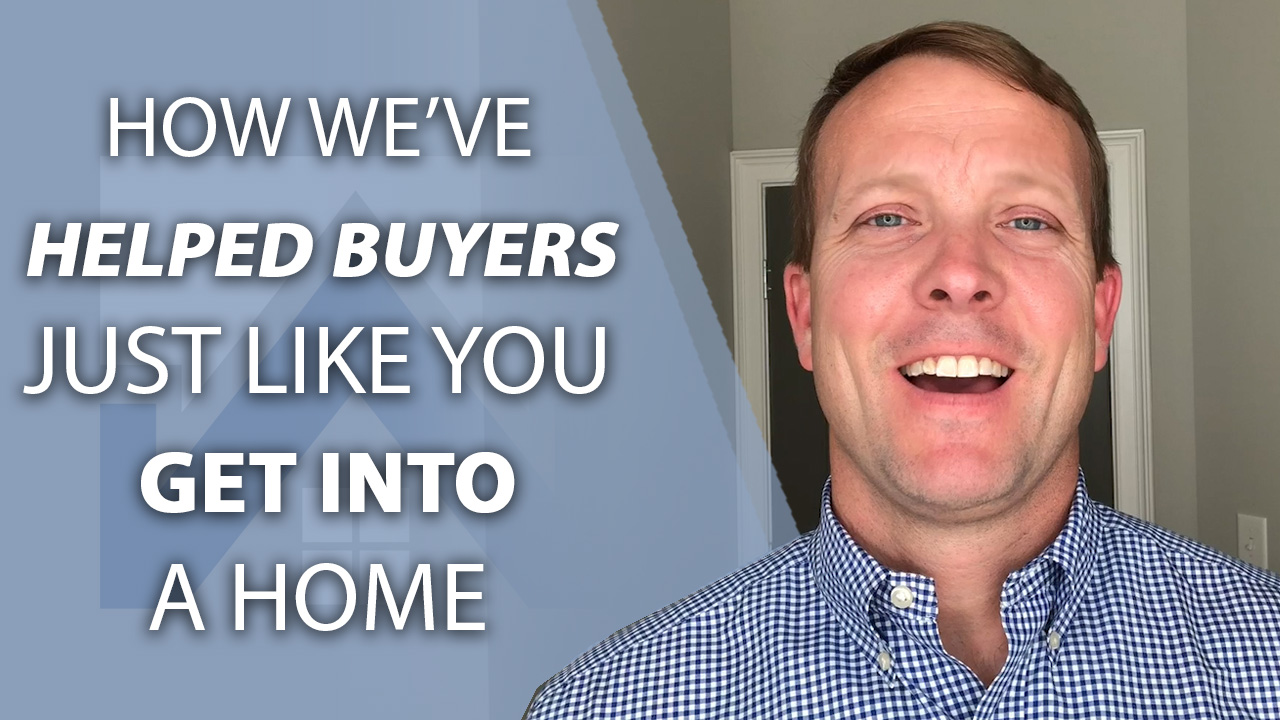 HOW WE'VE
HELPED BUYERS
JUST LIKE YOU
GET INTO
A HOME